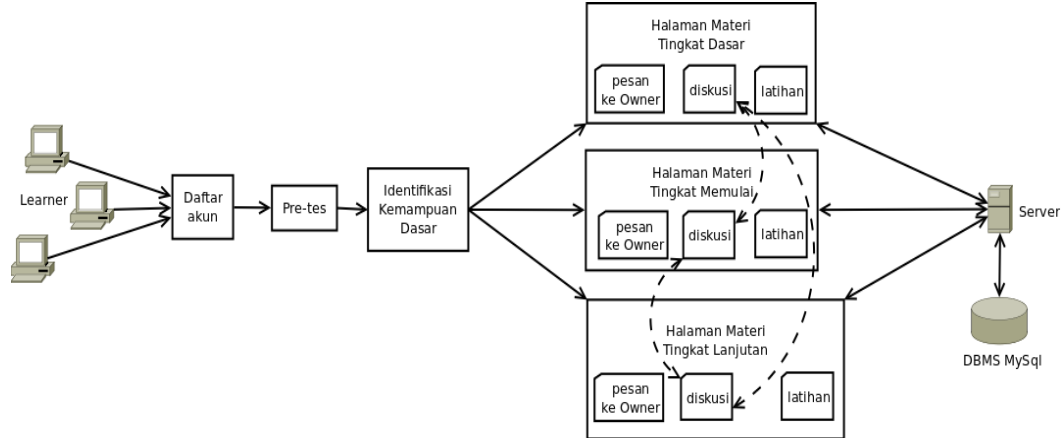 Learner
Daftar
akun
Pre-tes
Identifikasi
Kemampuan
Dasar
Halaman Materi
Tingkat Dasar
pesan
ke Owner
diskusi
latihan
Halaman Materi
Tingkat Memulai
pesan
ke Owner
diskusi
latihan
Halaman Materi
Tingkat Lanjutan
pesan
ke Owner
diskusi
latihan
Server
DBMS MySql